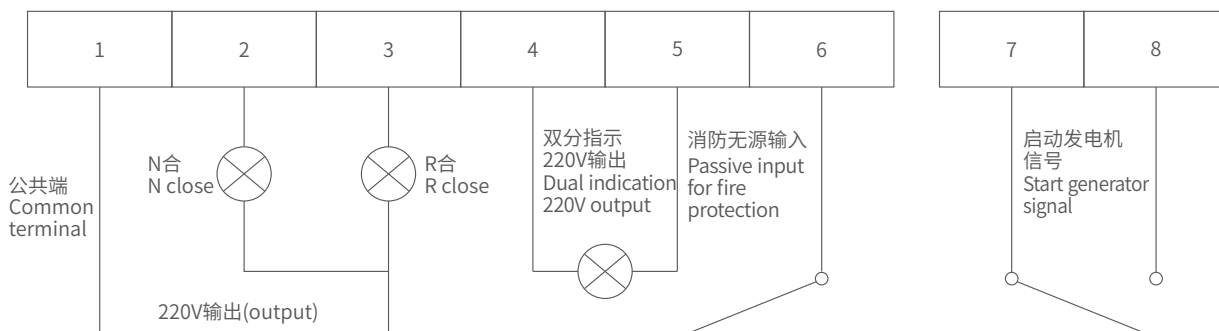 1
2
3
4
5
6
7
8
公共端
Common
terminal
N合
N close
R合
R close
220V输出(output)
双分指示
220V输出
Dual indication
220V output
消防无源输入
Passive input
for fire
protection
启动发电机
信号
Start generator
signal